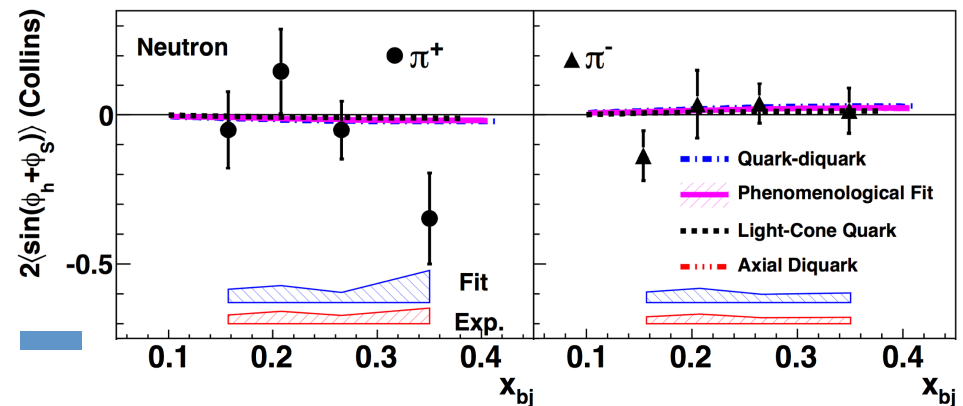 2⟨sin(ϕh+ϕS)⟩ (Collins)
Neutron
π+
π-
0
-0.5
Quark-diquark
Phenomenological Fit
Light-Cone Quark
Axial Diquark
Fit
Exp.
0.1 0.2 0.3 0.4
0.1 0.2 0.3 0.4
xbj
xbj